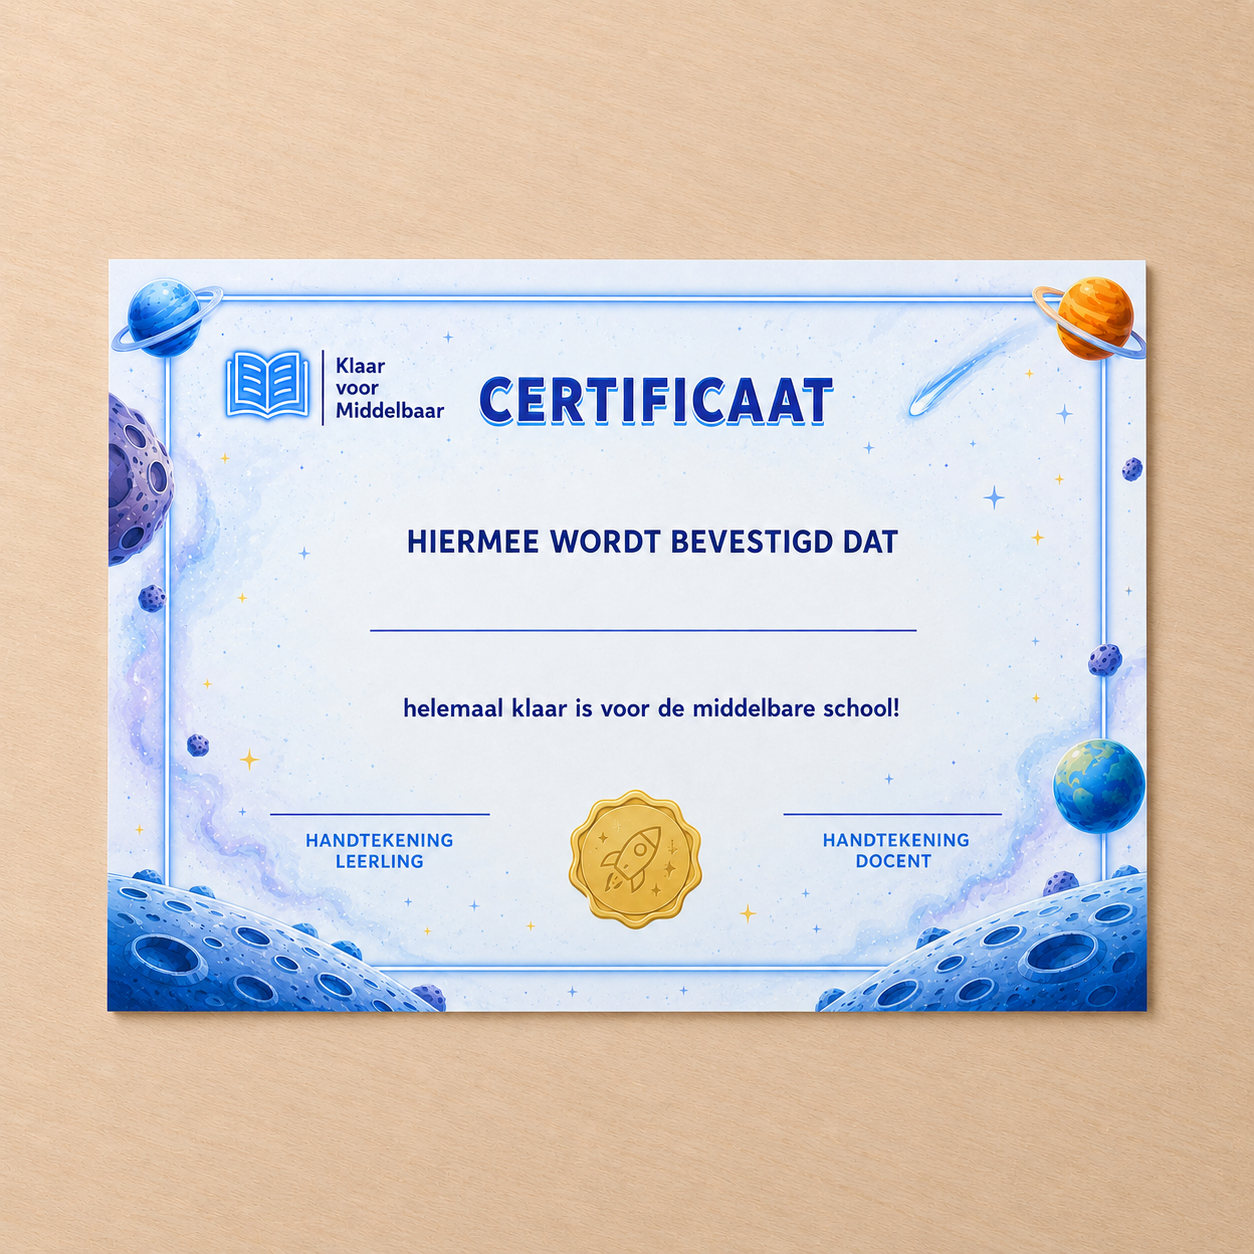 Klaar
voor
Middelbaar
CERTIFICAAT
HIERMEE WORDT BEVESTIGD DAT
helemaal klaar is voor de middelbare school!
HANDTEKENING
LEERLING
HANDTEKENING
DOCENT